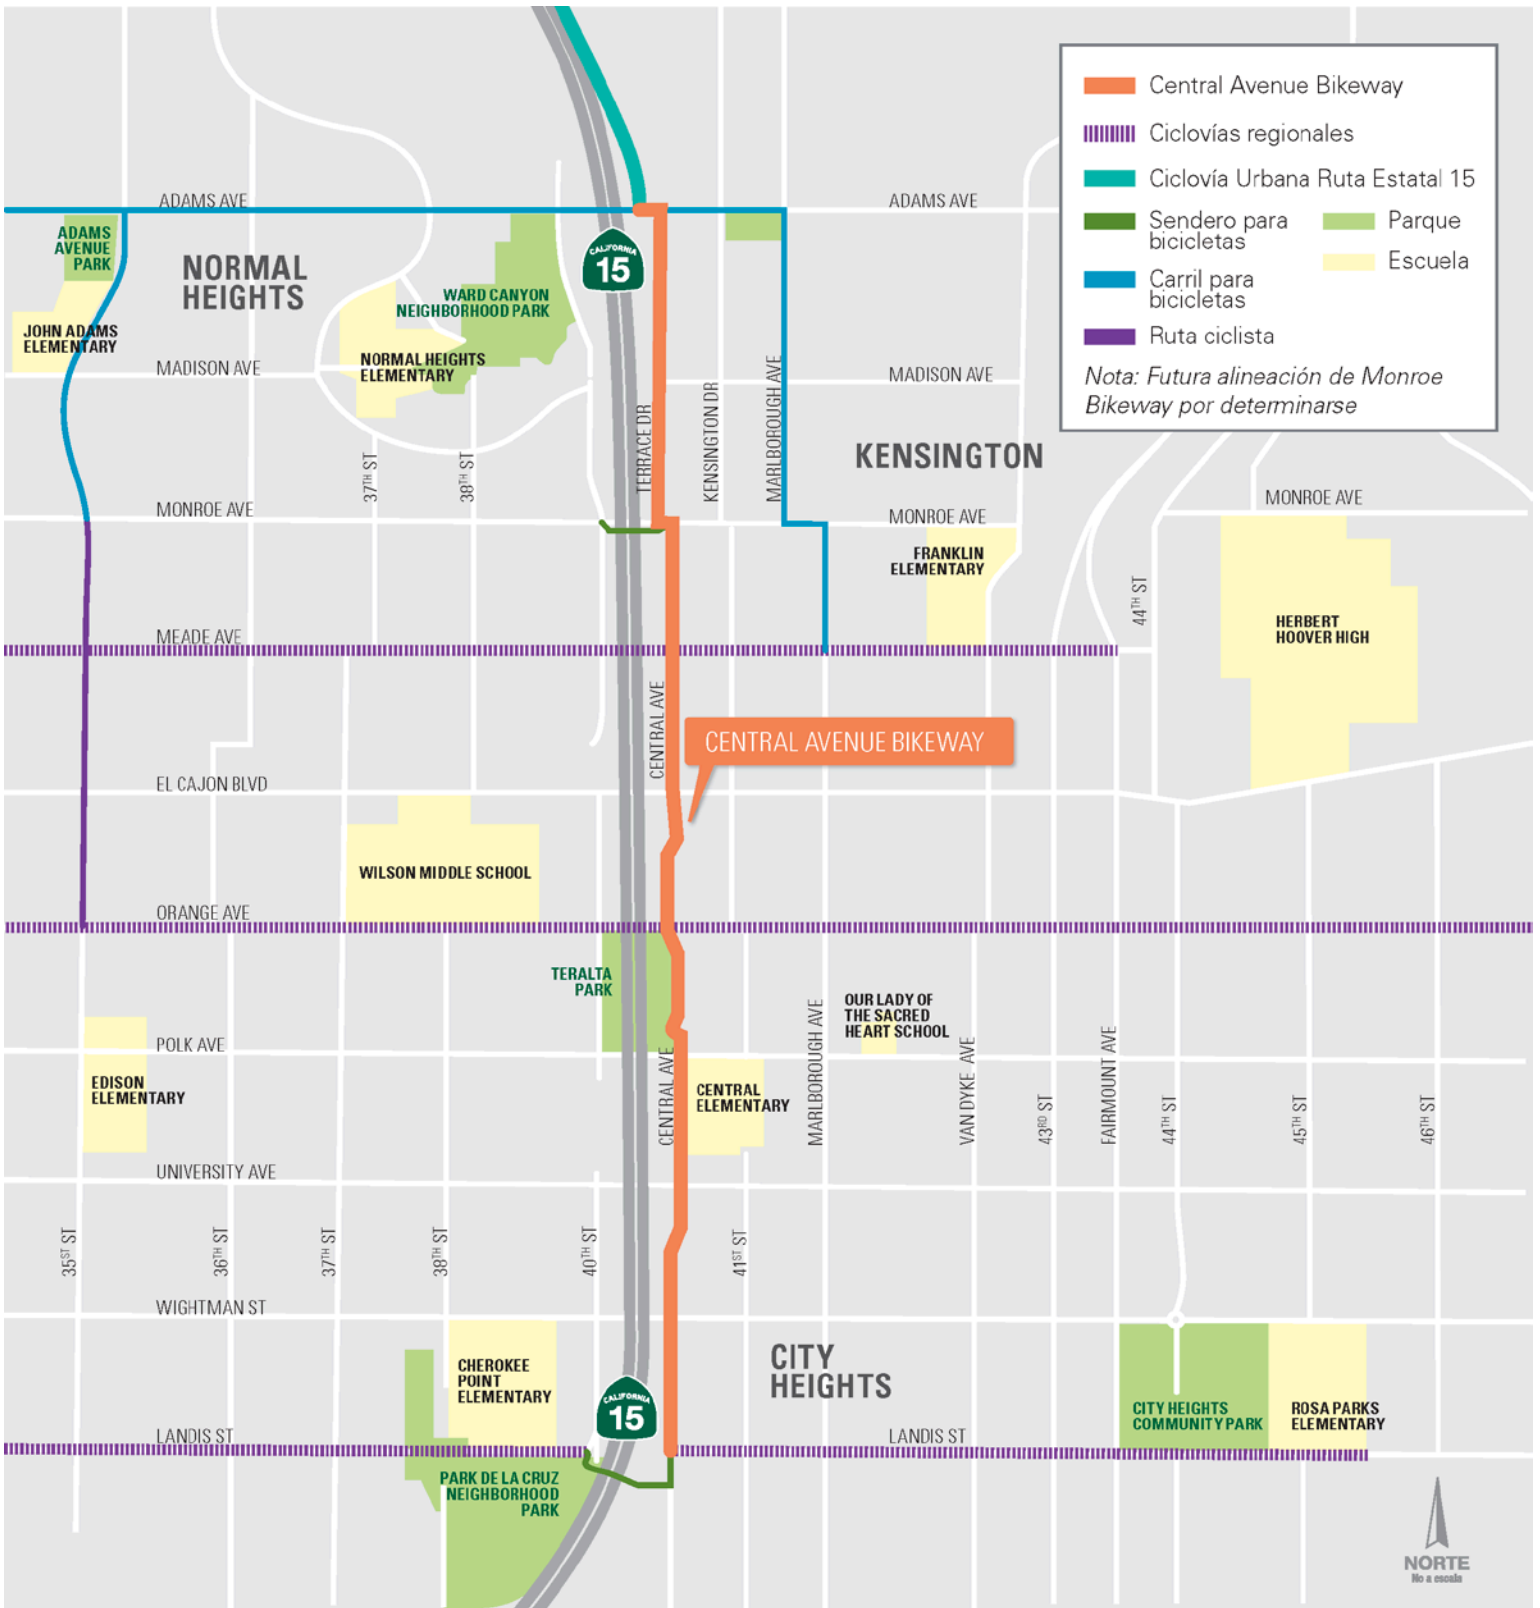 Central Avenue Bikeway
Ciclovías regionales
Ciclovía Urbana Ruta Estatal 15
Sendero para
bicicletas
Parque
Escuela
Carril para
bicicletas
Ruta ciclista
Nota: Futura alineación de Monroe
Bikeway por determinarse
ADAMS AVE
ADAMS AVE
ADAMS
AVENUE
PARK
NORMAL
HEIGHTS
CALIFORNIA
15
WARD CANYON
NEIGHBORHOOD PARK
JOHN ADAMS
ELEMENTARY
NORMAL HEIGHTS
ELEMENTARY
MADISON AVE
MADISON AVE
TERRACE DR
KENSINGTON DR
MARLBOROUGH AVE
KENSINGTON
37TH ST
38TH ST
MONROE AVE
MONROE AVE
MONROE AVE
FRANKLIN
ELEMENTARY
44TH ST
HERBERT
HOOVER HIGH
MEADE AVE
CENTRAL AVE
CENTRAL AVENUE BIKEWAY
EL CAJON BLVD
WILSON MIDDLE SCHOOL
ORANGE AVE
TERALTA
PARK
OUR LADY OF
THE SACRED
HEART SCHOOL
POLK AVE
EDISON
ELEMENTARY
CENTRAL AVE
CENTRAL
ELEMENTARY
MARLBOROUGH AVE
VAN DYKE AVE
43RD ST
FAIRMOUNT AVE
44TH ST
45TH ST
46TH ST
UNIVERSITY AVE
35ST ST
36TH ST
37TH ST
38TH ST
40TH ST
41ST ST
WIGHTMAN ST
CHEROKEE
POINT
ELEMENTARY
CITY
HEIGHTS
CALIFORNIA
15
CITY HEIGHTS
COMMUNITY PARK
ROSA PARKS
ELEMENTARY
LANDIS ST
LANDIS ST
PARK DE LA CRUZ
NEIGHBORHOOD
PARK
NORTE
No a escala